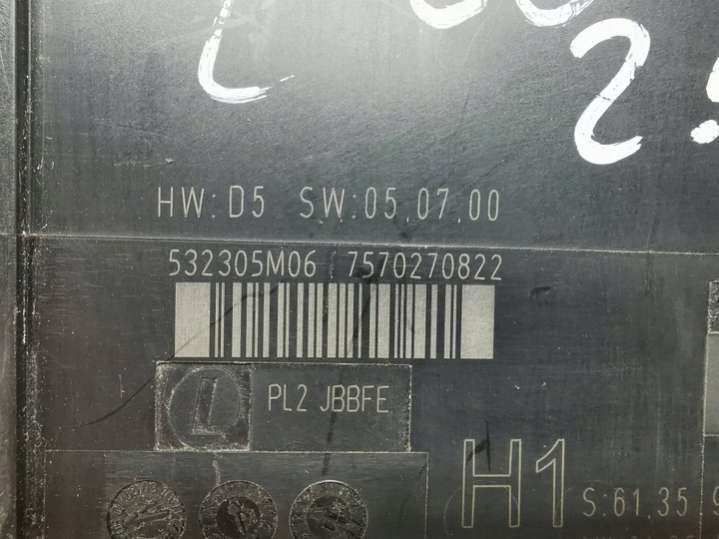 HW:D5 SW:05.07.00
532305M06 7570270822
L
PL2 JBBFE
H1
S:61.35